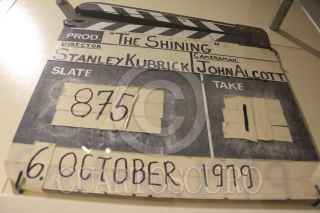 PROD. "THE SHINING"
DIRECTOR CAMERAMAN
STANLEY KUBRICK JOHN ALCOTT
SLATE TAKE
875 1
6. OCTOBER 1979
©